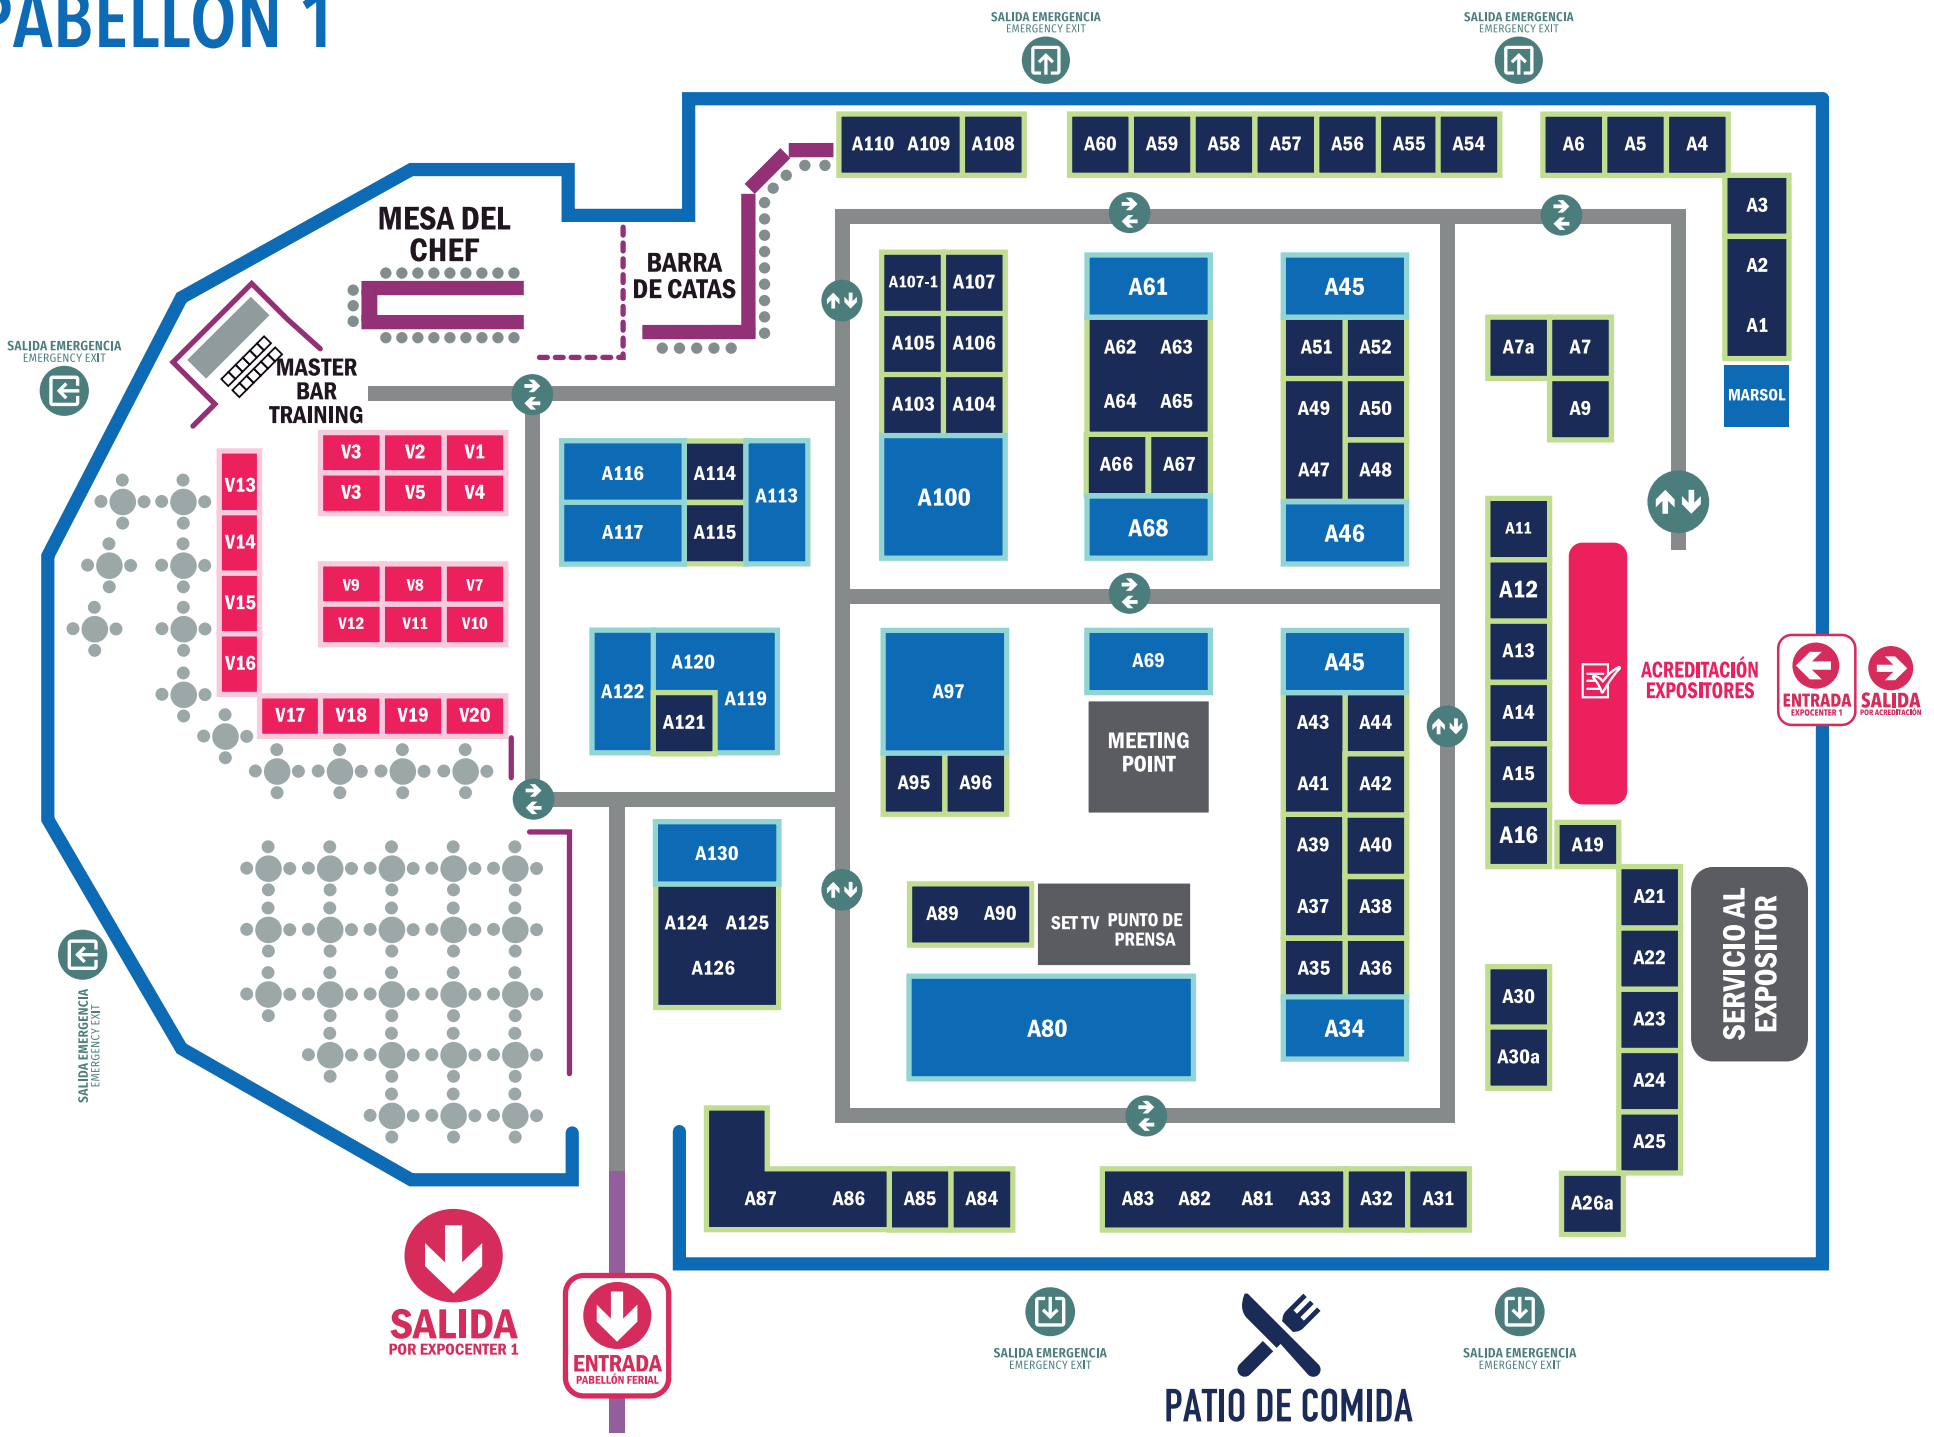 PABELLÓN 1
SALIDA EMERGENCIA
EMERGENCY EXIT
SALIDA EMERGENCIA
EMERGENCY EXIT
A110 A109 A108
A60 A59 A58 A57 A56 A55 A54
A6 A5 A4
A3
A2
A1
MARSOL
MESA DEL
CHEF
BARRA
DE CATAS
SALIDA EMERGENCIA
EMERGENCY EXIT
MASTER
BAR
TRAINING
A107-1 A107
A105 A106
A103 A104
A100
A61
A62 A63
A64 A65
A66 A67
A68
A45
A51 A52
A49 A50
A47 A48
A46
A7a A7
A9
V3 V2 V1
V3 V5 V4
V13
V14
V15
V16
V9 V8 V7
V12 V11 V10
V17 V18 V19 V20
A116 A114 A113
A117 A115
A120
A122 A119
A121
A97
A95 A96
A69
MEETING
POINT
A45
A43 A44
A41 A42
A39 A40
A37 A38
A35 A36
A34
A11
A12
A13
A14
A15
A16
A19
ACREDITACIÓN
EXPOSITORES
ENTRADA
EXPOCENTER 1
SALIDA
POR ACREDITACIÓN
A21
A22
A23
A24
A25
A26a
SERVICIO AL
EXPOSITOR
A30
A30a
A130
A124 A125
A126
A89 A90
SET TV
PUNTO DE
PRENSA
A80
SALIDA EMERGENCIA
EMERGENCY EXIT
A87 A86 A85 A84
A83 A82 A81 A33 A32 A31
SALIDA
POR EXPOCENTER 1
ENTRADA
PABELLÓN FERIAL
SALIDA EMERGENCIA
EMERGENCY EXIT
PATIO DE COMIDA
SALIDA EMERGENCIA
EMERGENCY EXIT